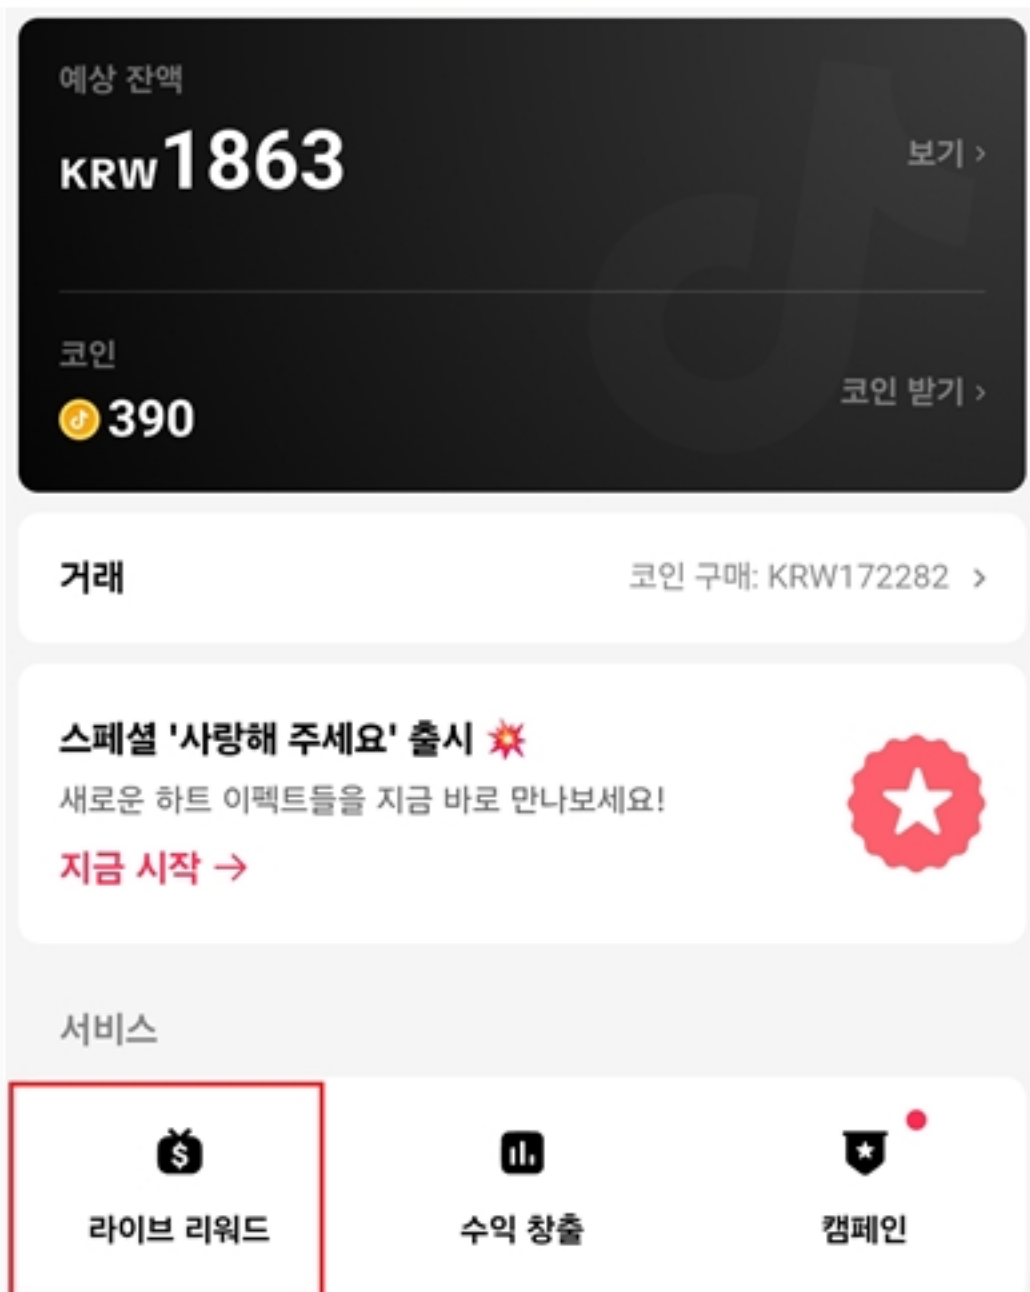 예상 잔액
KRW1863
보기 >
코인
390
코인 받기 >
거래
코인 구매: KRW172282 >
스페셜 '사랑해 주세요' 출시 💥
새로운 하트 이펙트들을 지금 바로 만나보세요!
지금 시작 →
서비스
라이브 리워드
수익 창출
캠페인